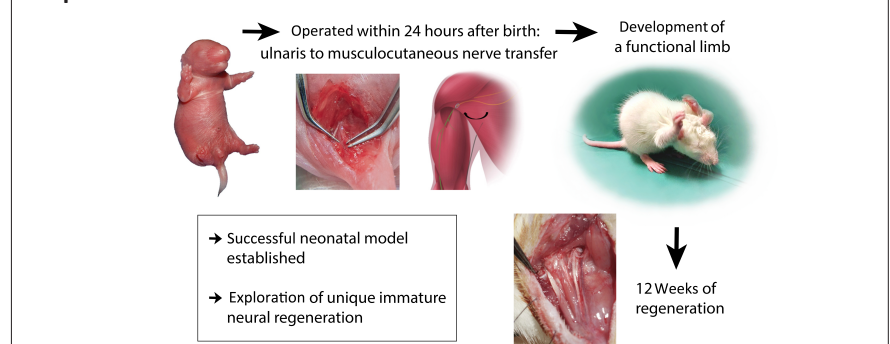 Operated within 24 hours after birth:
ulnaris to musculocutaneous nerve transfer
Development of
a functional limb
→ Successful neonatal model
established
→ Exploration of unique immature
neural regeneration
12 Weeks of
regeneration